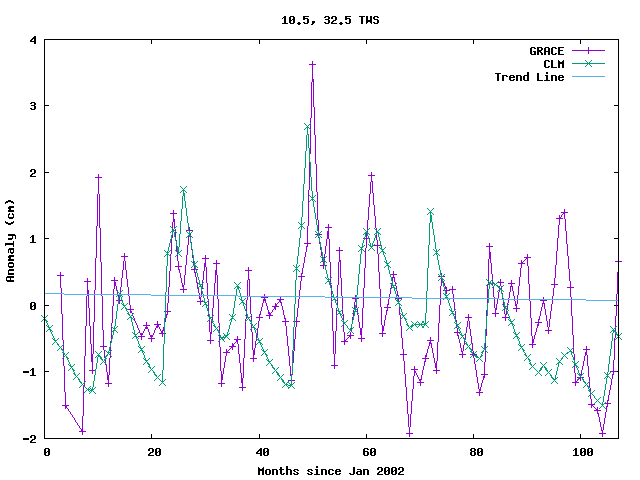 10.5, 32.5 TWS
GRACE
CLM
Trend Line
Anomaly (cm)
4
3
2
1
0
-1
-2
0 20 40 60 80 100
Months since Jan 2002